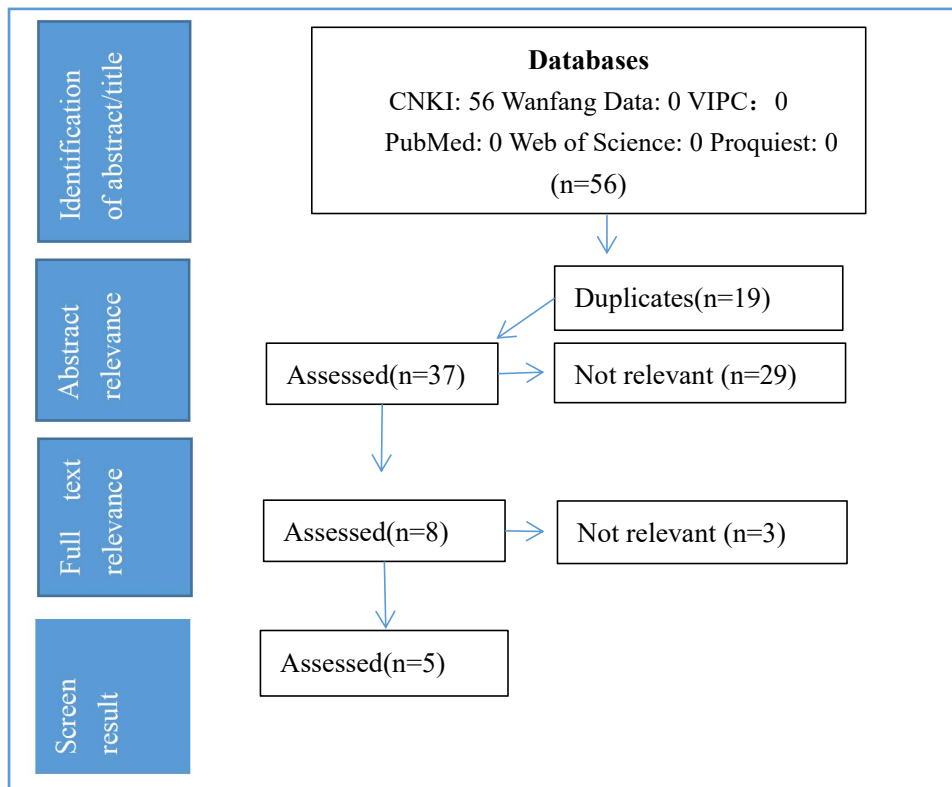 Identification
of abstract/title
Databases
CNKI: 56 Wanfang Data: 0 VIPC：0
PubMed: 0 Web of Science: 0 Proquiest: 0
(n=56)
Abstract
relevance
Duplicates(n=19)
Assessed(n=37)
Not relevant (n=29)
Full text
relevance
Assessed(n=8)
Not relevant (n=3)
Screen
result
Assessed(n=5)